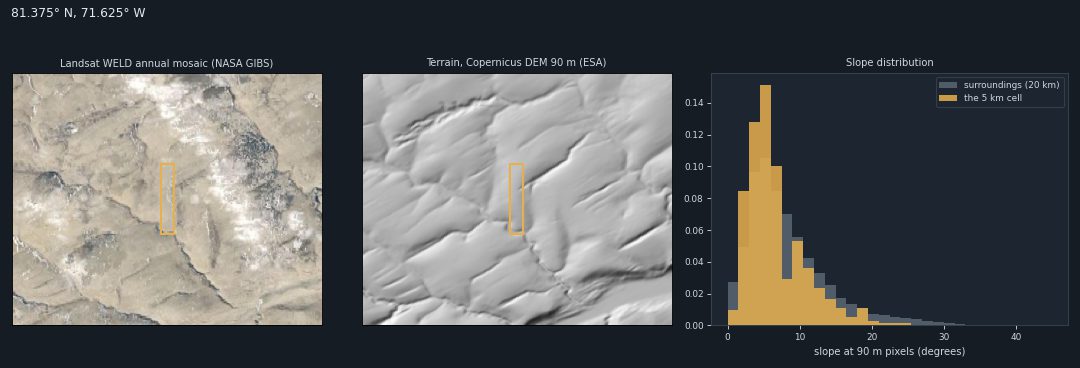 81.375° N, 71.625° W
Landsat WELD annual mosaic (NASA GIBS)
Terrain, Copernicus DEM 90 m (ESA)
Slope distribution
surroundings (20 km)
the 5 km cell
0.14
0.12
0.10
0.08
0.06
0.04
0.02
0.00
0 10 20 30 40
slope at 90 m pixels (degrees)